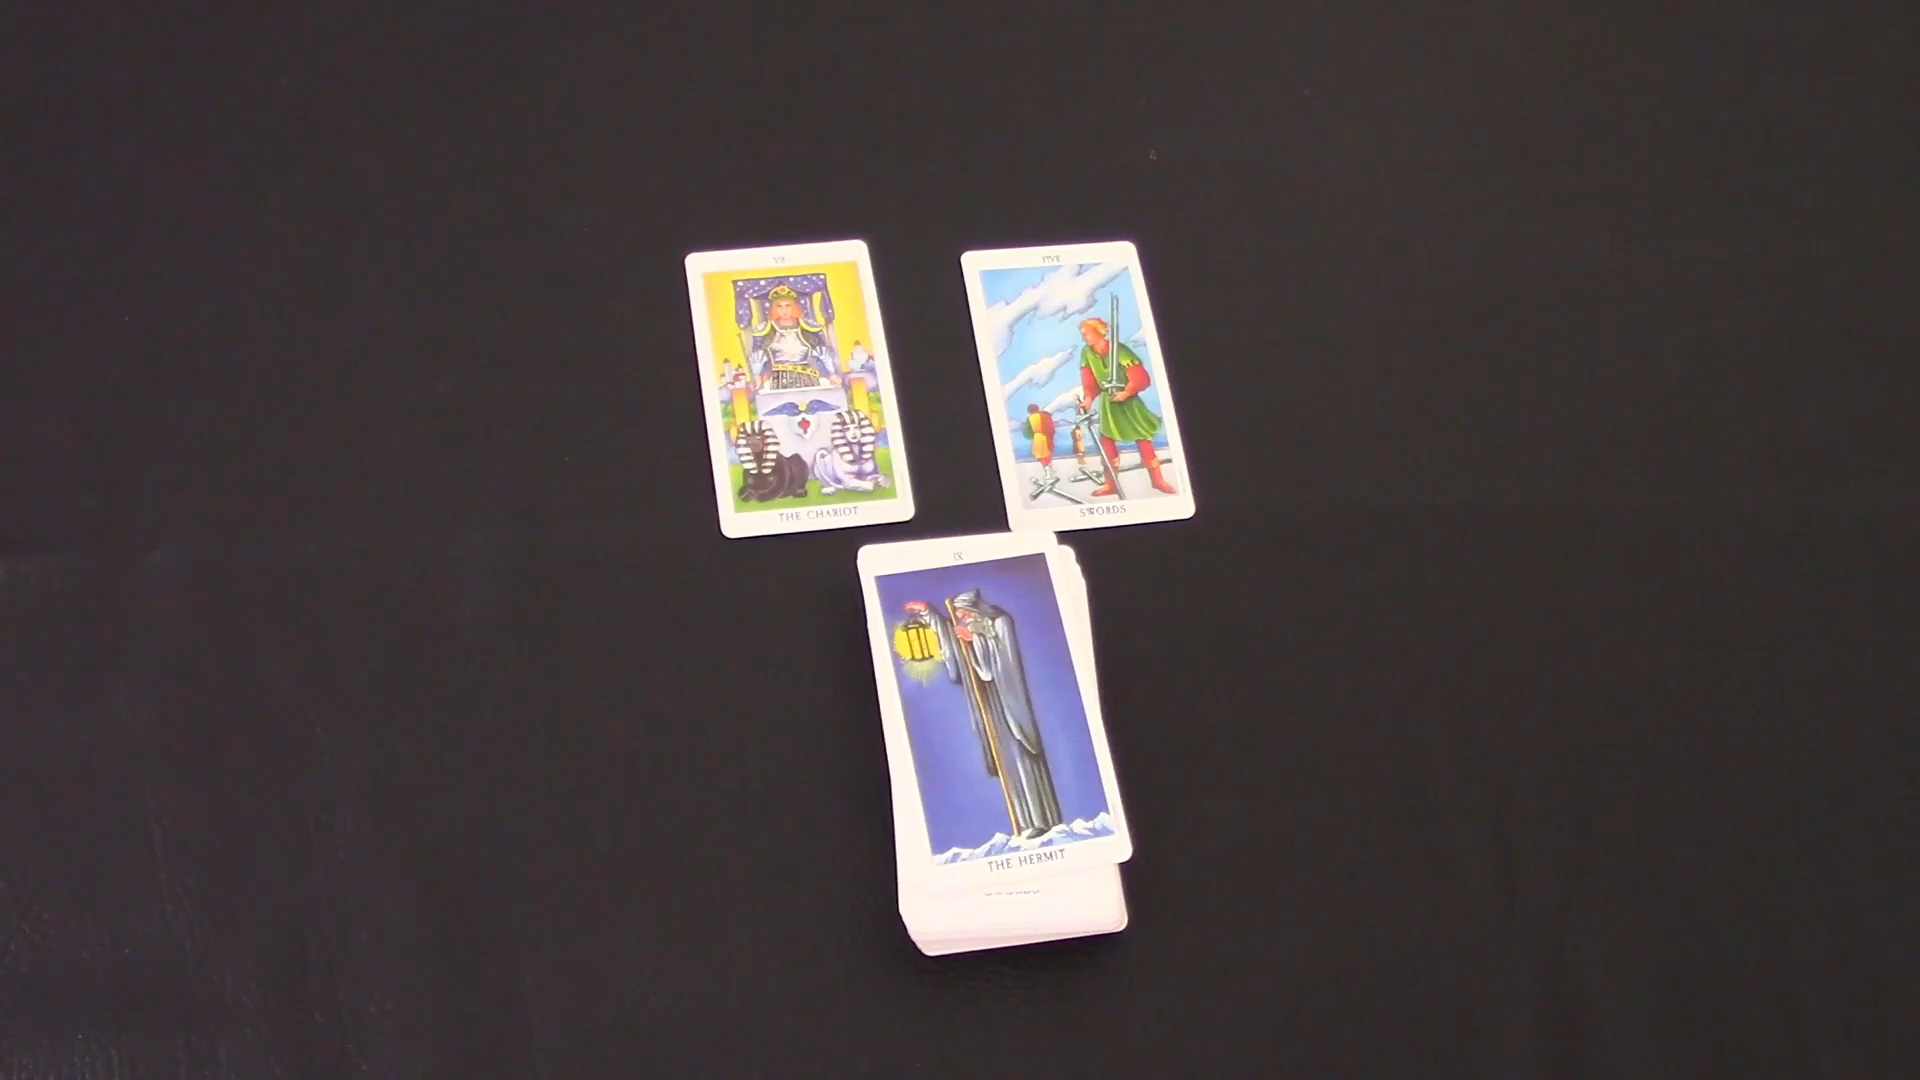 VII
THE CHARIOT
FIVE
SWORDS
IX
THE HERMIT